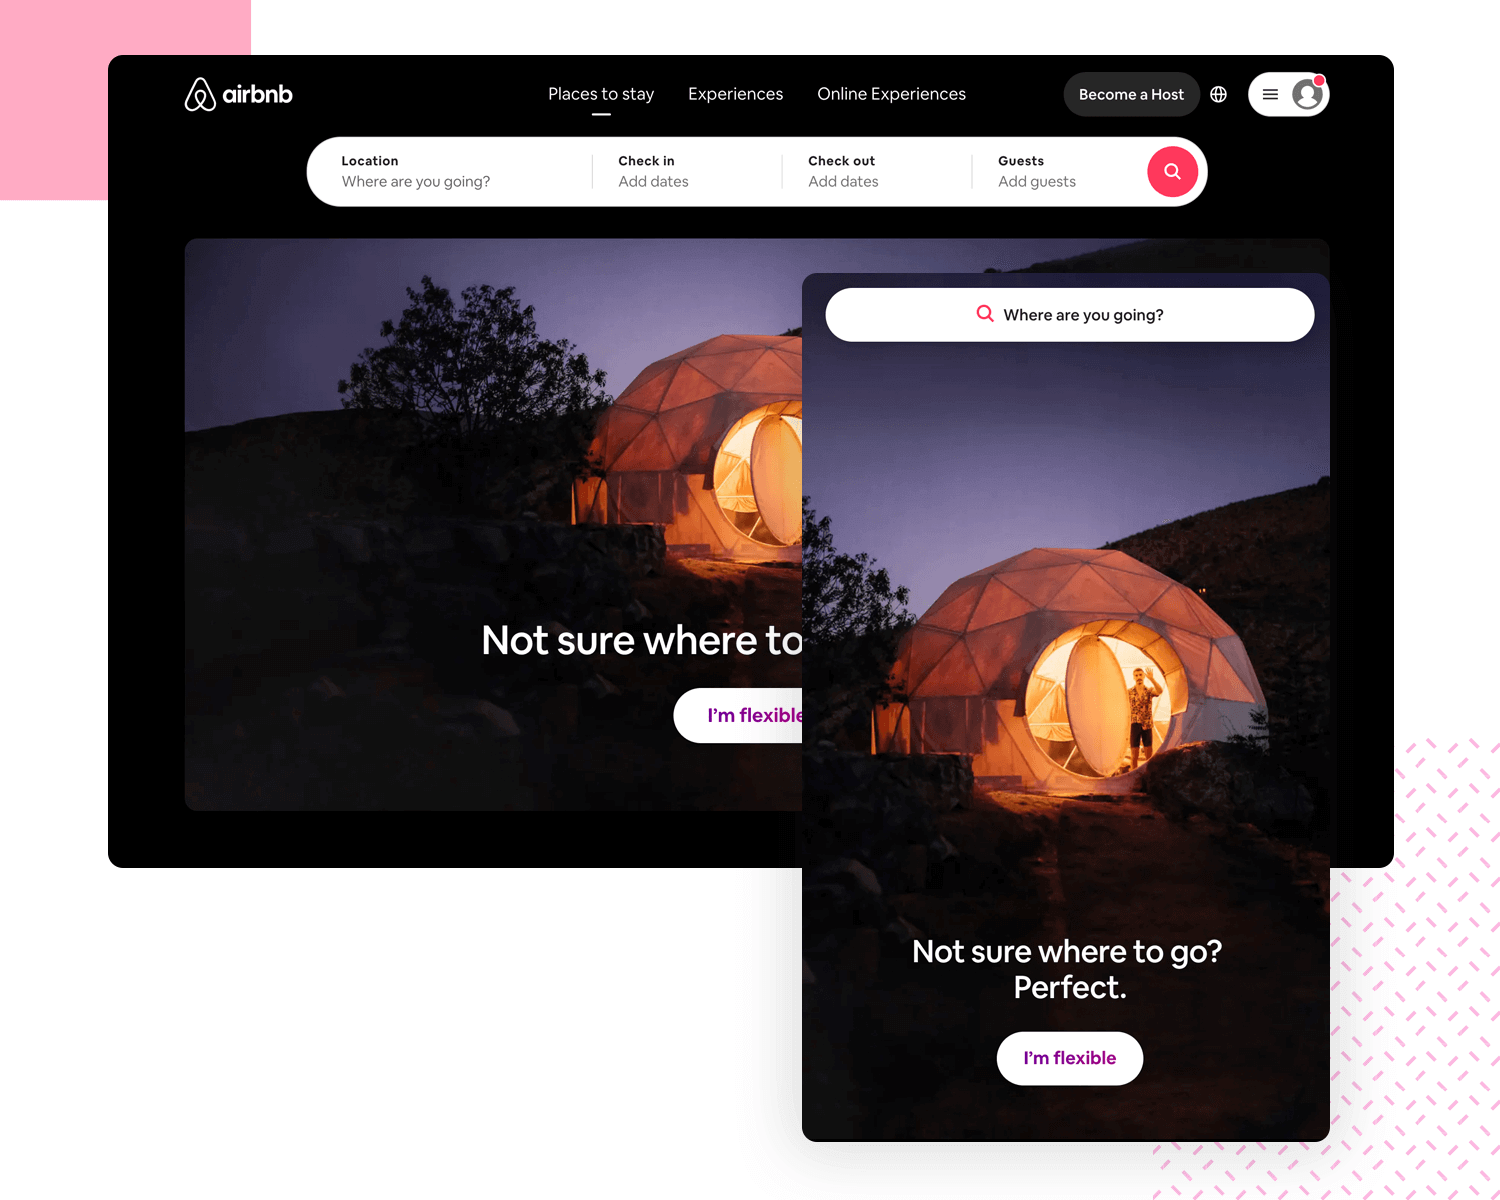 airbnb
Places to stay
Experiences
Online Experiences
Become a Host
Location
Where are you going?
Check in
Add dates
Check out
Add dates
Guests
Add guests
Where are you going?
Not sure where to
I'm flexible
Not sure where to go?
Perfect.
I'm flexible